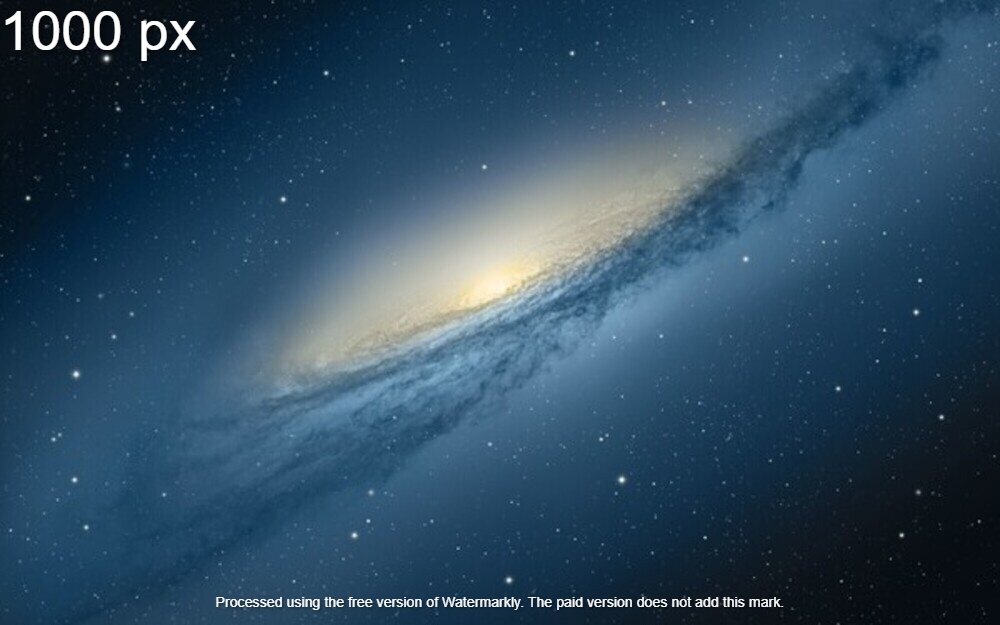 1000 px
Processed using the free version of Watermarkly. The paid version does not add this mark.